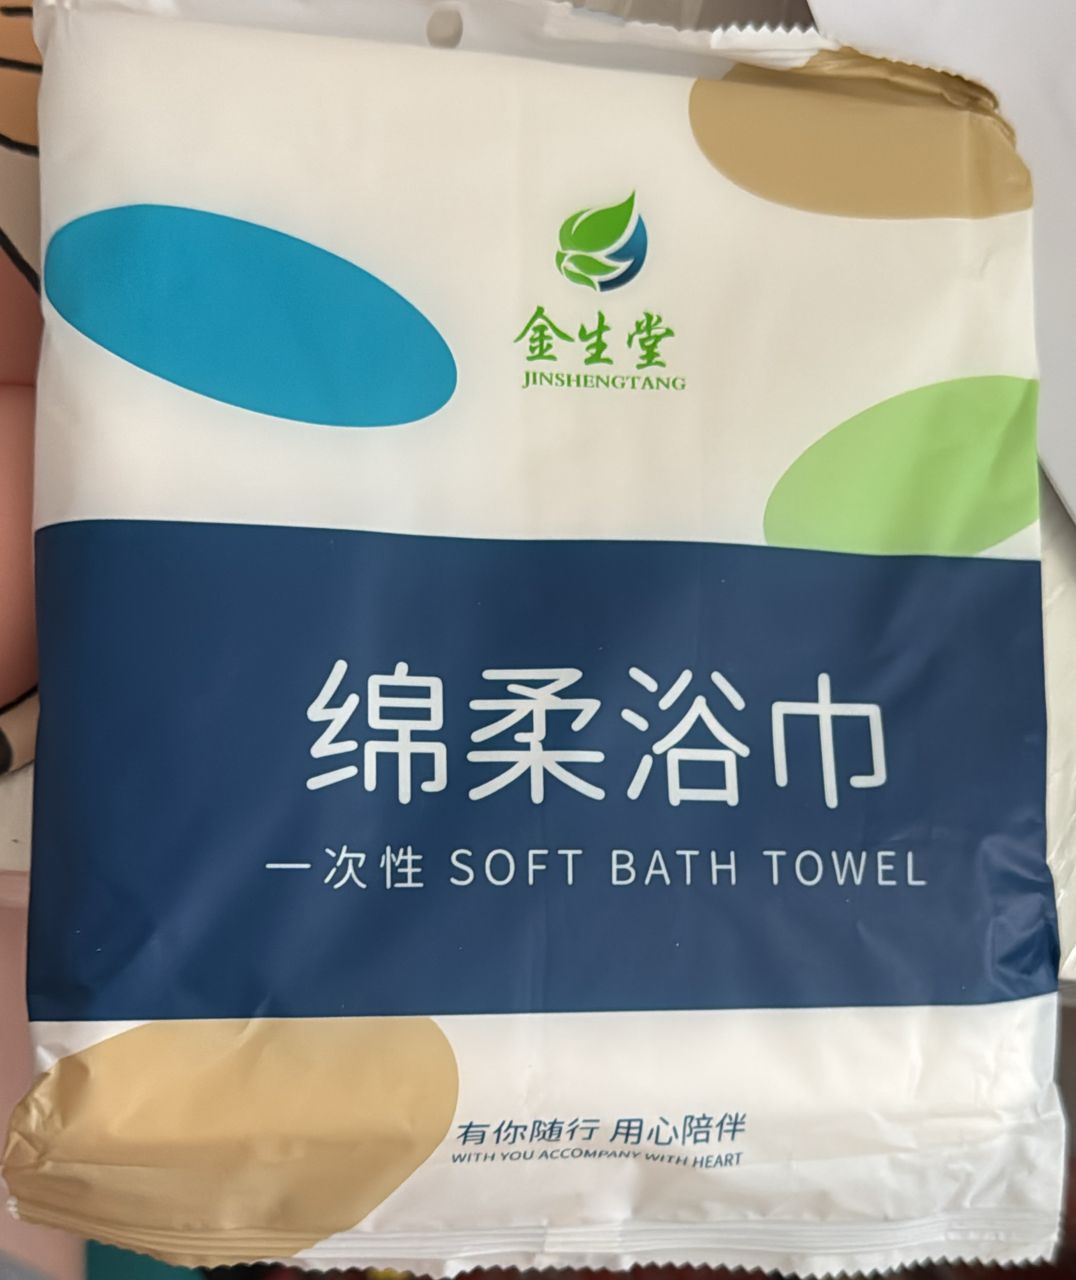 金生堂
JINSHENGTANG
绵柔浴巾
一次性 SOFT BATH TOWEL
有你随行 用心陪伴
WITH YOU ACCOMPANY WITH HEART